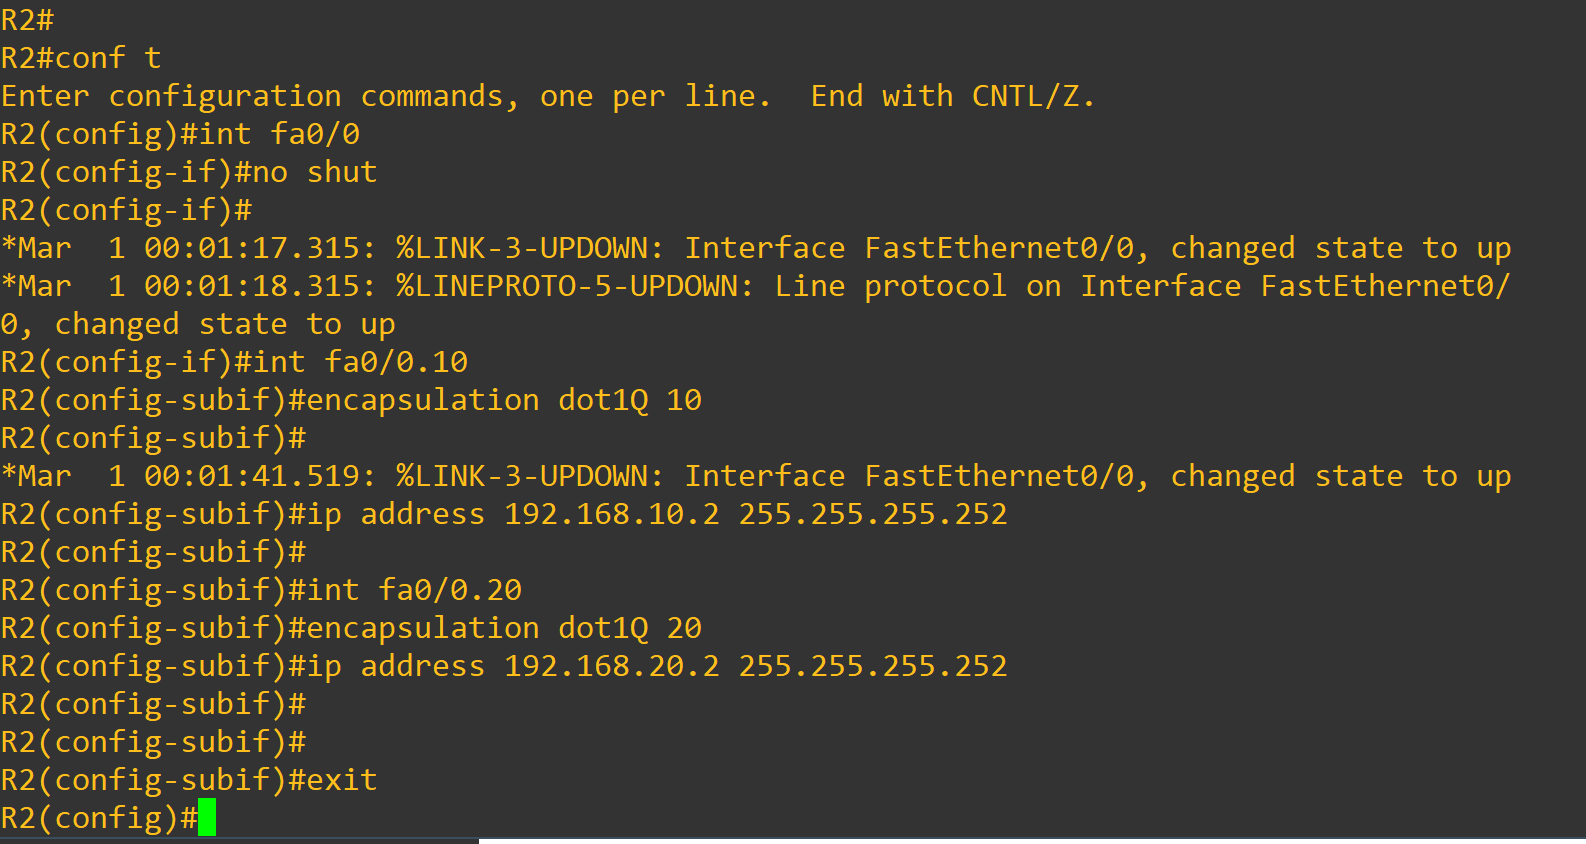 R2#
R2#conf t
Enter configuration commands, one per line.  End with CNTL/Z.
R2(config)#int fa0/0
R2(config-if)#no shut
R2(config-if)#
*Mar  1 00:01:17.315: %LINK-3-UPDOWN: Interface FastEthernet0/0, changed state to up
*Mar  1 00:01:18.315: %LINEPROTO-5-UPDOWN: Line protocol on Interface FastEthernet0/
0, changed state to up
R2(config-if)#int fa0/0.10
R2(config-subif)#encapsulation dot1Q 10
R2(config-subif)#
*Mar  1 00:01:41.519: %LINK-3-UPDOWN: Interface FastEthernet0/0, changed state to up
R2(config-subif)#ip address 192.168.10.2 255.255.255.252
R2(config-subif)#
R2(config-subif)#int fa0/0.20
R2(config-subif)#encapsulation dot1Q 20
R2(config-subif)#ip address 192.168.20.2 255.255.255.252
R2(config-subif)#
R2(config-subif)#
R2(config-subif)#exit
R2(config)#